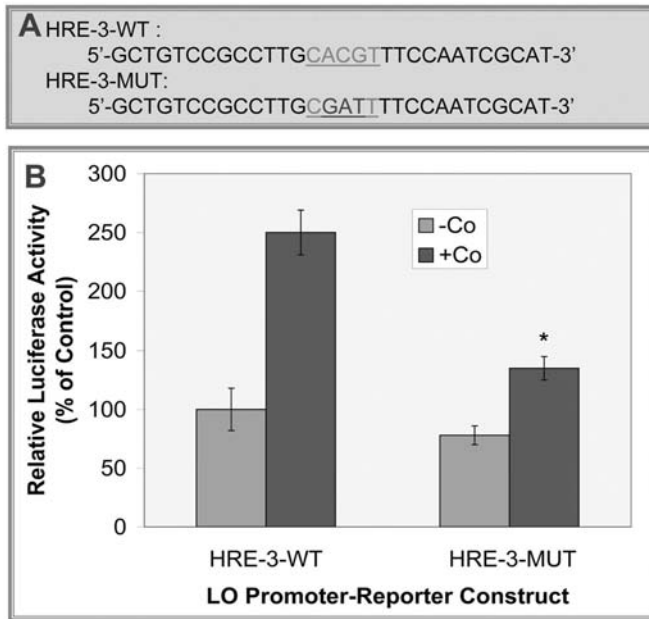 A
HRE-3-WT :
5'-GCTGTCCGCCTTGCACGTTTCCAATCGCAT-3'
HRE-3-MUT:
5'-GCTGTCCGCCTTGCGATTTTCCAATCGCAT-3'
B
Relative Luciferase Activity
(% of Control)
300
250
200
150
100
50
0
-Co
+Co
*
HRE-3-WT HRE-3-MUT
LO Promoter-Reporter Construct